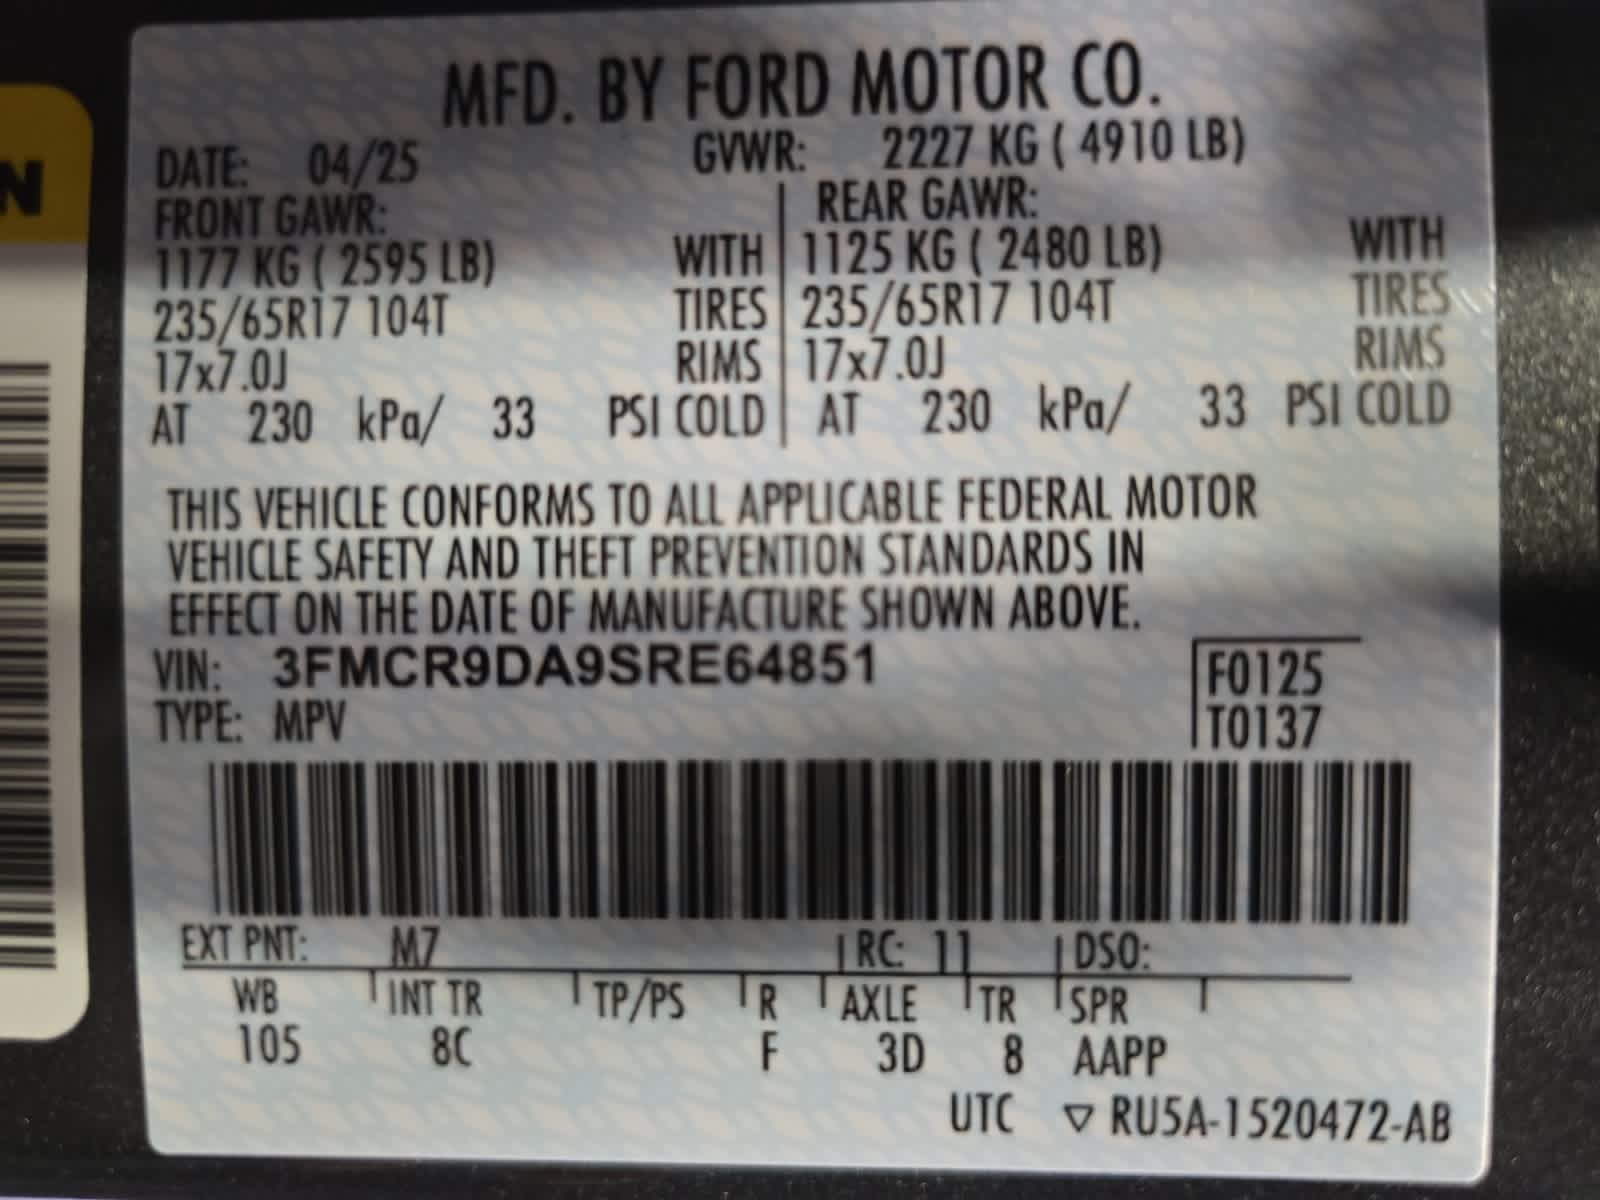 MFD. BY FORD MOTOR CO.
DATE: 04/25 GVWR: 2227 KG ( 4910 LB)
FRONT GAWR: REAR GAWR:
1177 KG ( 2595 LB) WITH 1125 KG ( 2480 LB) WITH
235/65R17 104T TIRES 235/65R17 104T TIRES
17x7.0J RIMS 17x7.0J RIMS
AT 230 kPa/ 33 PSI COLD AT 230 kPa/ 33 PSI COLD
THIS VEHICLE CONFORMS TO ALL APPLICABLE FEDERAL MOTOR
VEHICLE SAFETY AND THEFT PREVENTION STANDARDS IN
EFFECT ON THE DATE OF MANUFACTURE SHOWN ABOVE.
VIN: 3FMCR9DA9SRE64851 F0125
TYPE: MPV T0137
EXT PNT: M7 RC: 11 DSO:
WB INT TR TP/PS R AXLE TR SPR
105 8C F 3D 8 AAPP
UTC ▽ RU5A-1520472-AB